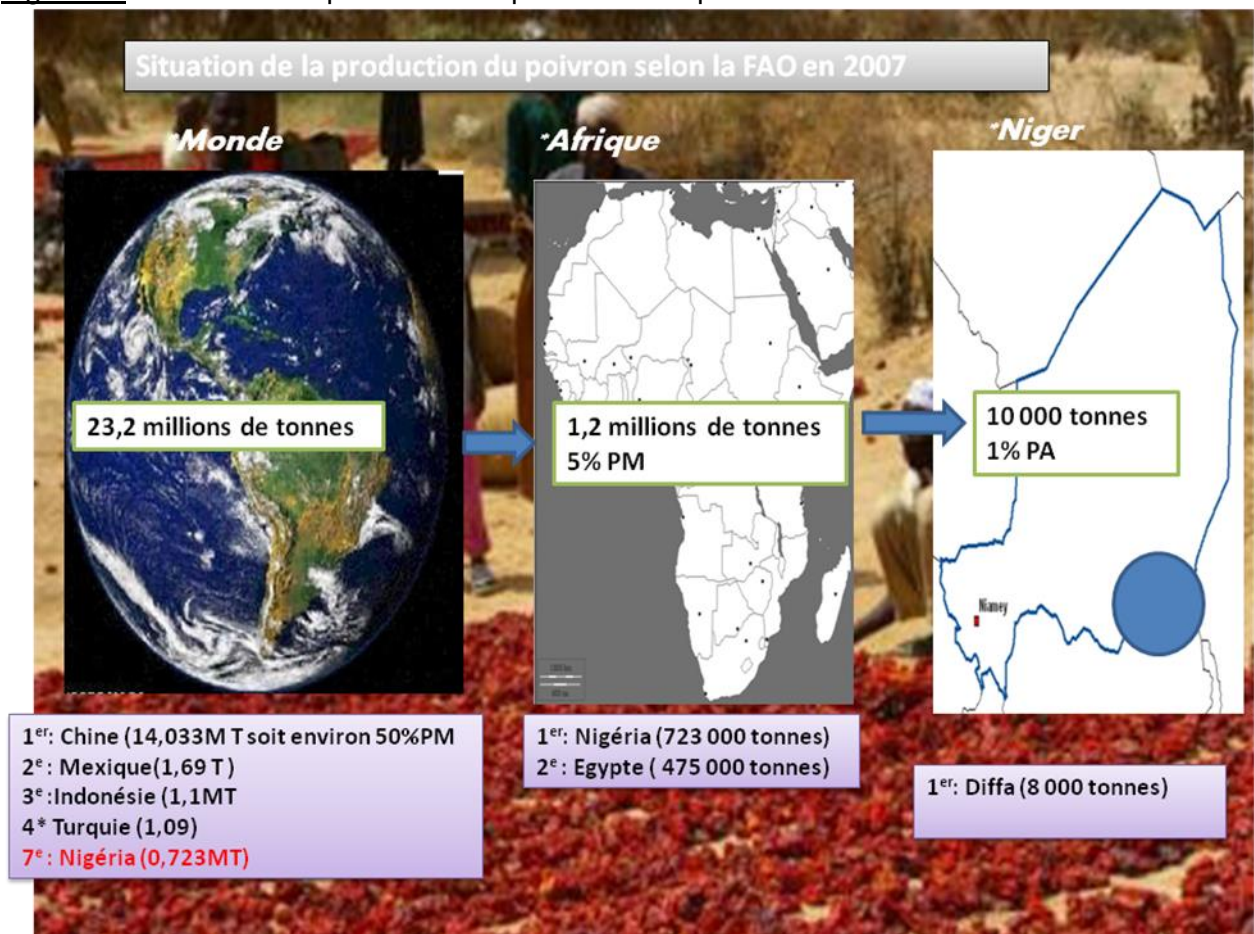 Situation de la production du poivron selon la FAO en 2007
*Monde
*Afrique
*Niger
23,2 millions de tonnes
1,2 millions de tonnes
5% PM
10 000 tonnes
1% PA
Niamey
1er: Chine (14,033M T soit environ 50%PM
2e : Mexique(1,69 T )
3e :Indonésie (1,1MT
4* Turquie (1,09)
7e : Nigéria (0,723MT)
1er: Nigéria (723 000 tonnes)
2e : Egypte ( 475 000 tonnes)
1er: Diffa (8 000 tonnes)